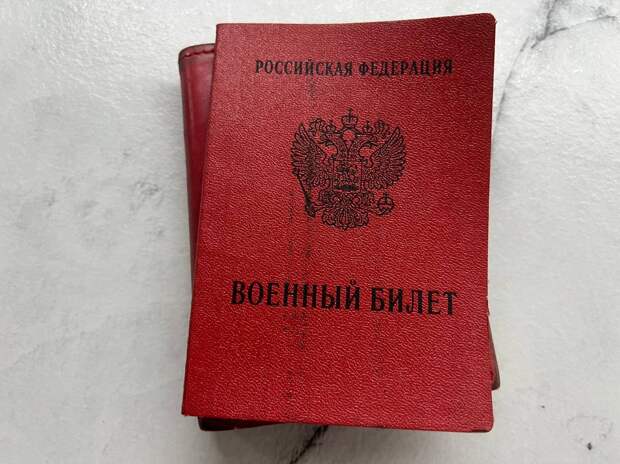 РОССИЙСКАЯ ФЕДЕРАЦИЯ
ВОЕННЫЙ БИЛЕТ